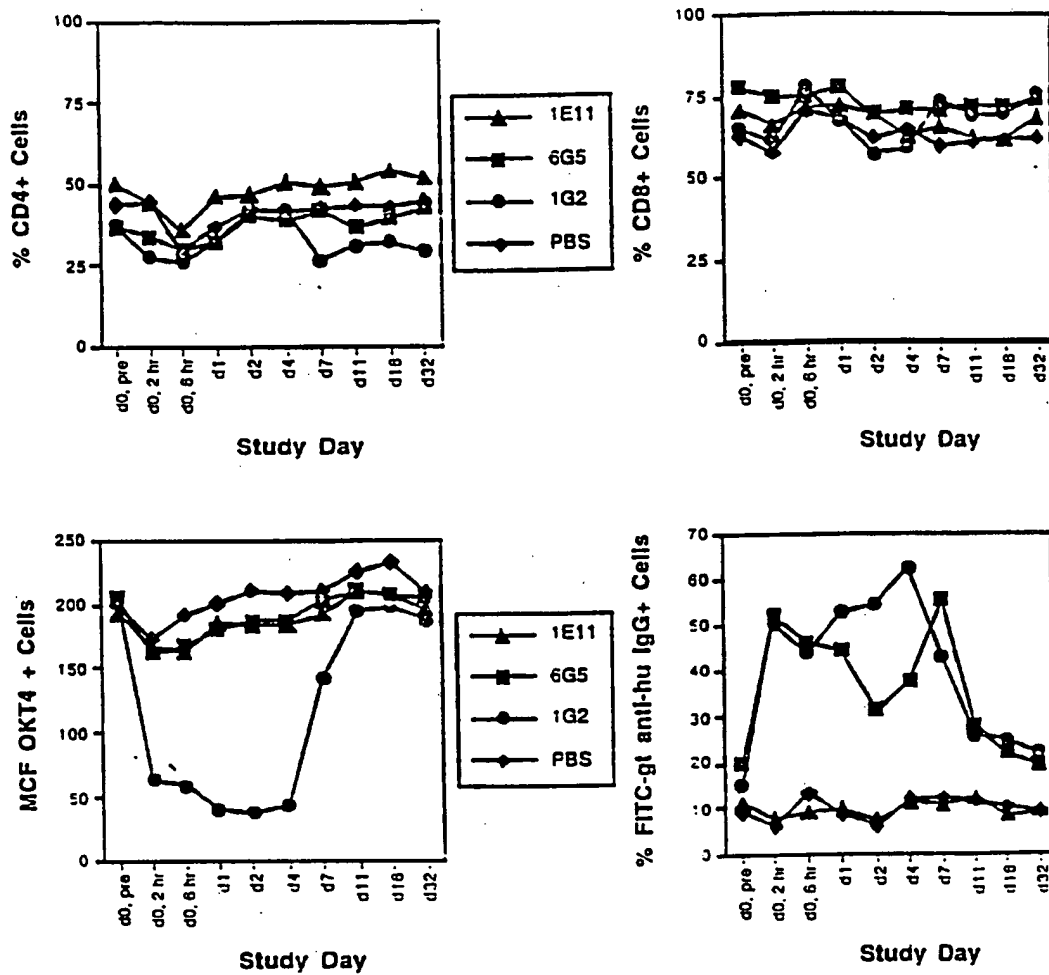 % CD4+ Cells
100
75
50
25
0
d0, pre
d0, 2 hr
d0, 6 hr
d1
d2
d4
d7
d11
d18
d32
Study Day
1E11
6G5
1G2
PBS
% CD8+ Cells
100
75
50
25
0
d0, pre
d0, 2 hr
d0, 6 hr
d1
d2
d4
d7
d11
d18
d32
Study Day
MCF OKT4 + Cells
250
200
150
100
50
0
d0, pre
d0, 2 hr
d0, 6 hr
d1
d2
d4
d7
d11
d18
d32
Study Day
1E11
6G5
1G2
PBS
% FITC-gt anti-hu IgG+ Cells
70
60
50
40
30
20
10
0
d0, pre
d0, 2 hr
d0, 6 hr
d1
d2
d4
d7
d11
d18
d32
Study Day